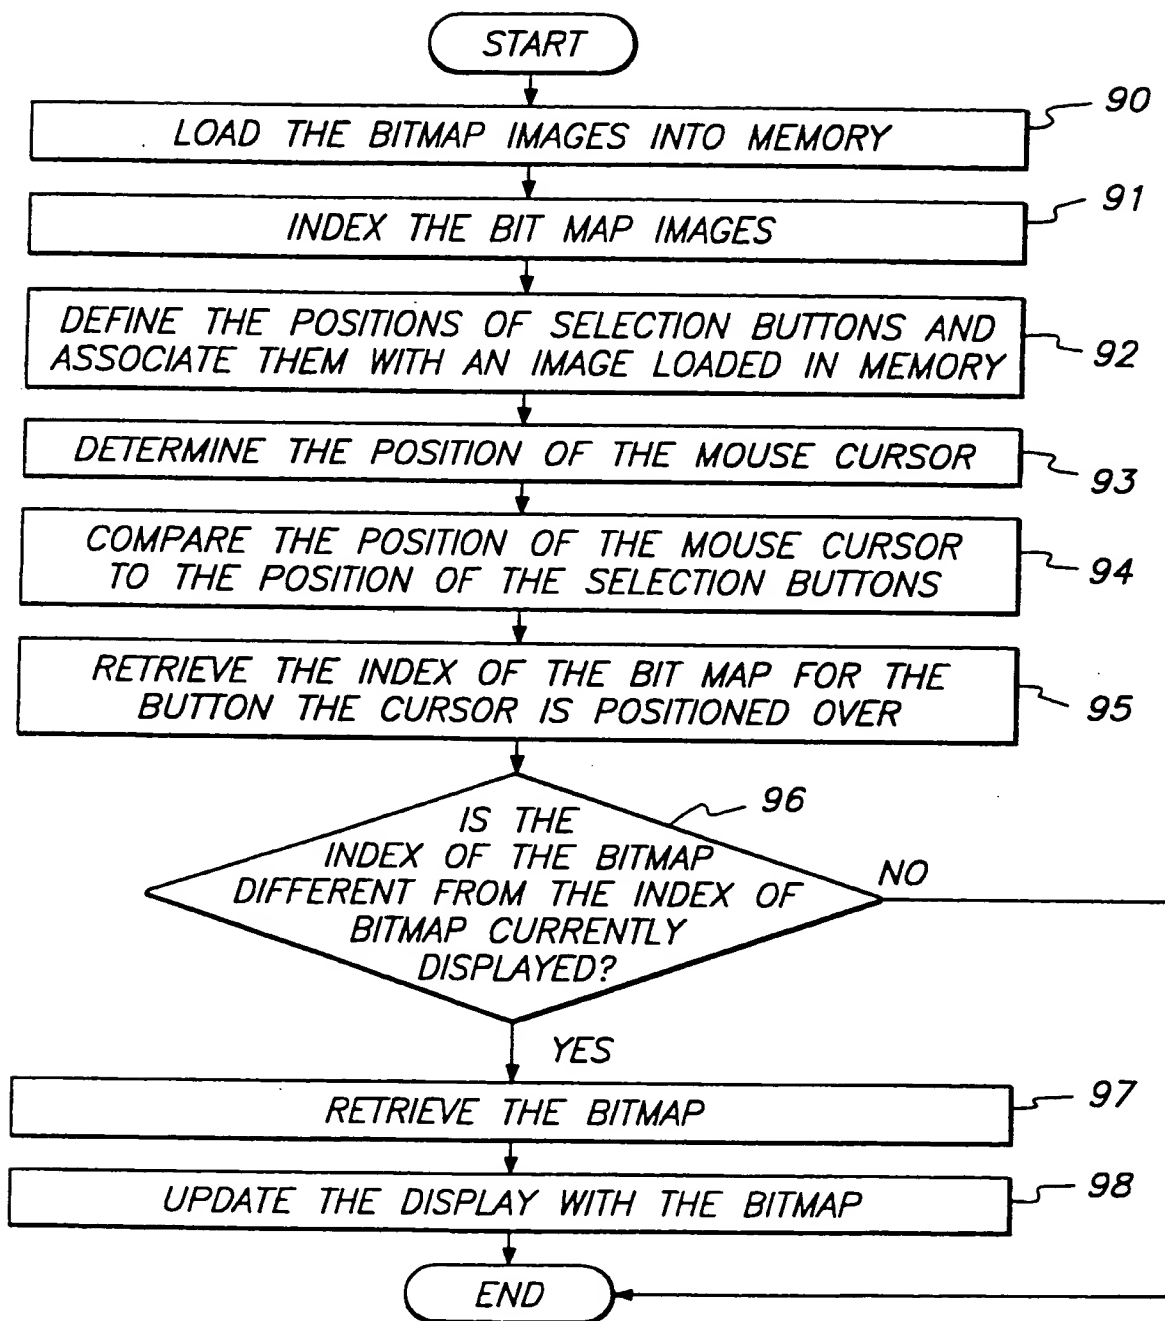 START
LOAD THE BITMAP IMAGES INTO MEMORY
90
INDEX THE BIT MAP IMAGES
91
DEFINE THE POSITIONS OF SELECTION BUTTONS AND
ASSOCIATE THEM WITH AN IMAGE LOADED IN MEMORY
92
DETERMINE THE POSITION OF THE MOUSE CURSOR
93
COMPARE THE POSITION OF THE MOUSE CURSOR
TO THE POSITION OF THE SELECTION BUTTONS
94
RETRIEVE THE INDEX OF THE BIT MAP FOR THE
BUTTON THE CURSOR IS POSITIONED OVER
95
96
IS THE
INDEX OF THE BITMAP
DIFFERENT FROM THE INDEX OF
BITMAP CURRENTLY
DISPLAYED?
NO
YES
RETRIEVE THE BITMAP
97
UPDATE THE DISPLAY WITH THE BITMAP
98
END